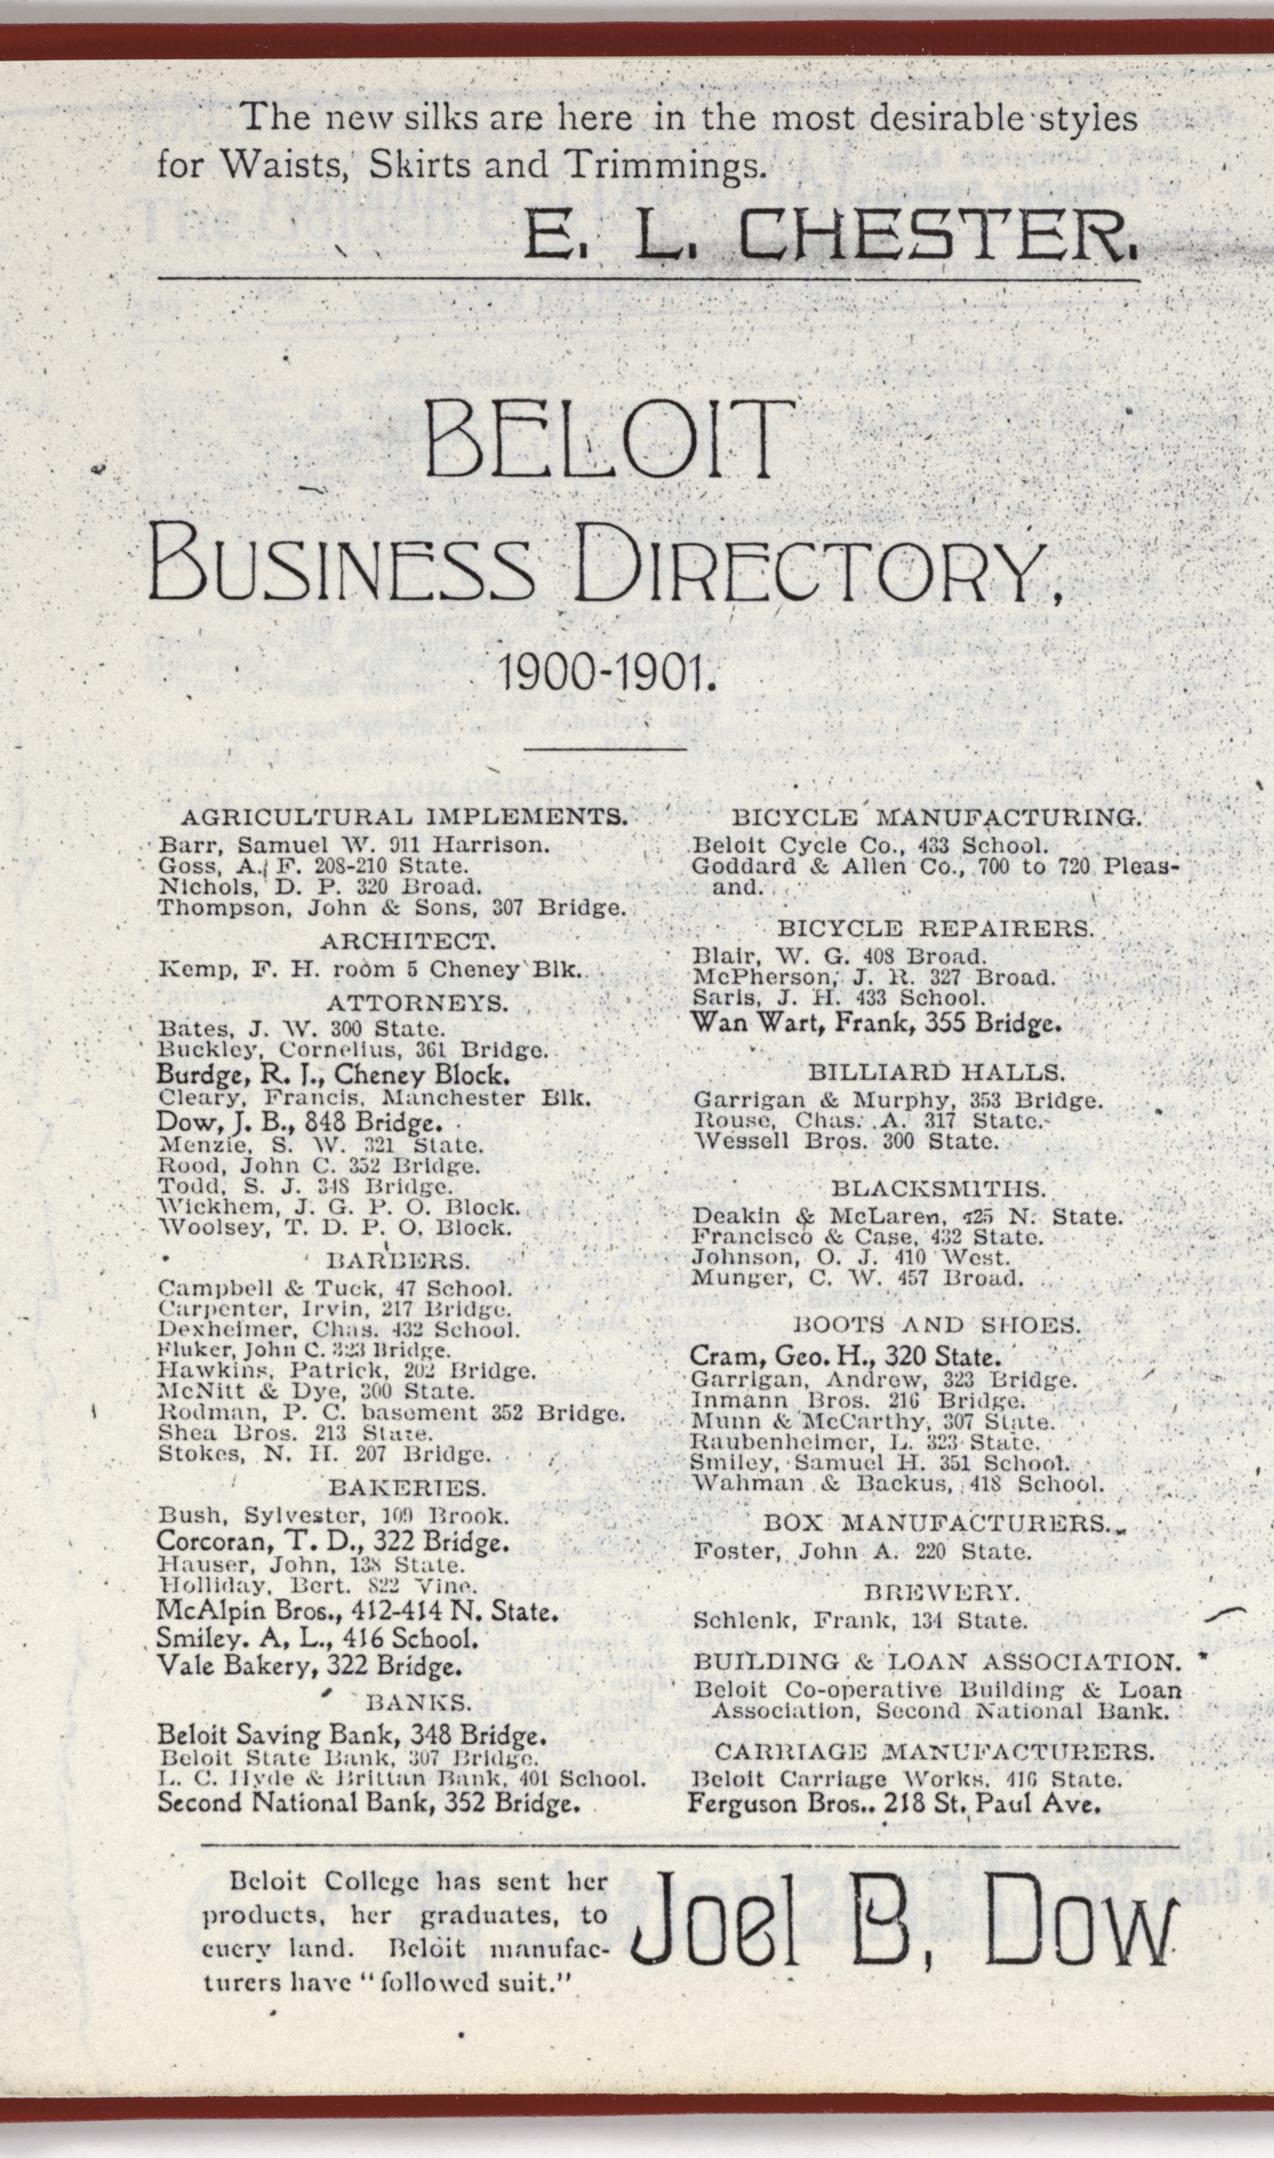 The new silks are here in the most desirable styles
for Waists, Skirts and Trimmings.
E. L. CHESTER.
BELOIT
BUSINESS DIRECTORY,
1900-1901.
AGRICULTURAL IMPLEMENTS.
Barr, Samuel W. 911 Harrison.
Goss, A. F. 208-210 State.
Nichols, D. P. 320 Broad.
Thompson, John & Sons, 307 Bridge.
ARCHITECT.
Kemp, F. H. room 5 Cheney Blk.
ATTORNEYS.
Bates, J. W. 300 State.
Buckley, Cornelius, 361 Bridge.
Burdge, R. J., Cheney Block.
Cleary, Francis, Manchester Blk.
Dow, J. B., 848 Bridge.
Menzie, S. W. 321 State.
Rood, John C. 352 Bridge.
Todd, S. J. 348 Bridge.
Wickhem, J. G. P. O. Block.
Woolsey, T. D. P. O. Block.
BARBERS.
Campbell & Tuck, 47 School.
Carpenter, Irvin, 217 Bridge.
Dexheimer, Chas. 432 School.
Fluker, John C. 323 Bridge.
Hawkins, Patrick, 202 Bridge.
McNitt & Dye, 300 State.
Rodman, P. C. basement 352 Bridge.
Shea Bros. 213 State.
Stokes, N. H. 207 Bridge.
BAKERIES.
Bush, Sylvester, 109 Brook.
Corcoran, T. D., 322 Bridge.
Hauser, John, 138 State.
Holliday, Bert. 822 Vine.
McAlpin Bros., 412-414 N. State.
Smiley. A, L., 416 School.
Vale Bakery, 322 Bridge.
BANKS.
Beloit Saving Bank, 348 Bridge.
Beloit State Bank, 307 Bridge.
L. C. Hyde & Brittan Bank, 401 School.
Second National Bank, 352 Bridge.
BICYCLE MANUFACTURING.
Beloit Cycle Co., 433 School.
Goddard & Allen Co., 700 to 720 Pleas-
and.
BICYCLE REPAIRERS.
Blair, W. G. 408 Broad.
McPherson, J. R. 327 Broad.
Saris, J. H. 433 School.
Wan Wart, Frank, 355 Bridge.
BILLIARD HALLS.
Garrigan & Murphy, 353 Bridge.
Rouse, Chas. A. 317 State.
Wessell Bros. 300 State.
BLACKSMITHS.
Deakin & McLaren, 425 N. State.
Francisco & Case, 432 State.
Johnson, O. J. 410 West.
Munger, C. W. 457 Broad.
BOOTS AND SHOES.
Cram, Geo. H., 320 State.
Garrigan, Andrew, 323 Bridge.
Inmann Bros. 216 Bridge.
Munn & McCarthy, 307 State.
Raubenheimer, L. 323 State.
Smiley, Samuel H. 351 School.
Wahman & Backus, 418 School.
BOX MANUFACTURERS.
Foster, John A. 220 State.
BREWERY.
Schlenk, Frank, 134 State.
BUILDING & LOAN ASSOCIATION.
Beloit Co-operative Building & Loan
Association, Second National Bank.
CARRIAGE MANUFACTURERS.
Beloit Carriage Works. 416 State.
Ferguson Bros.. 218 St. Paul Ave.
Beloit College has sent her
products, her graduates, to
euery land. Beloit manufac-
turers have "followed suit."
Joel B, Dow